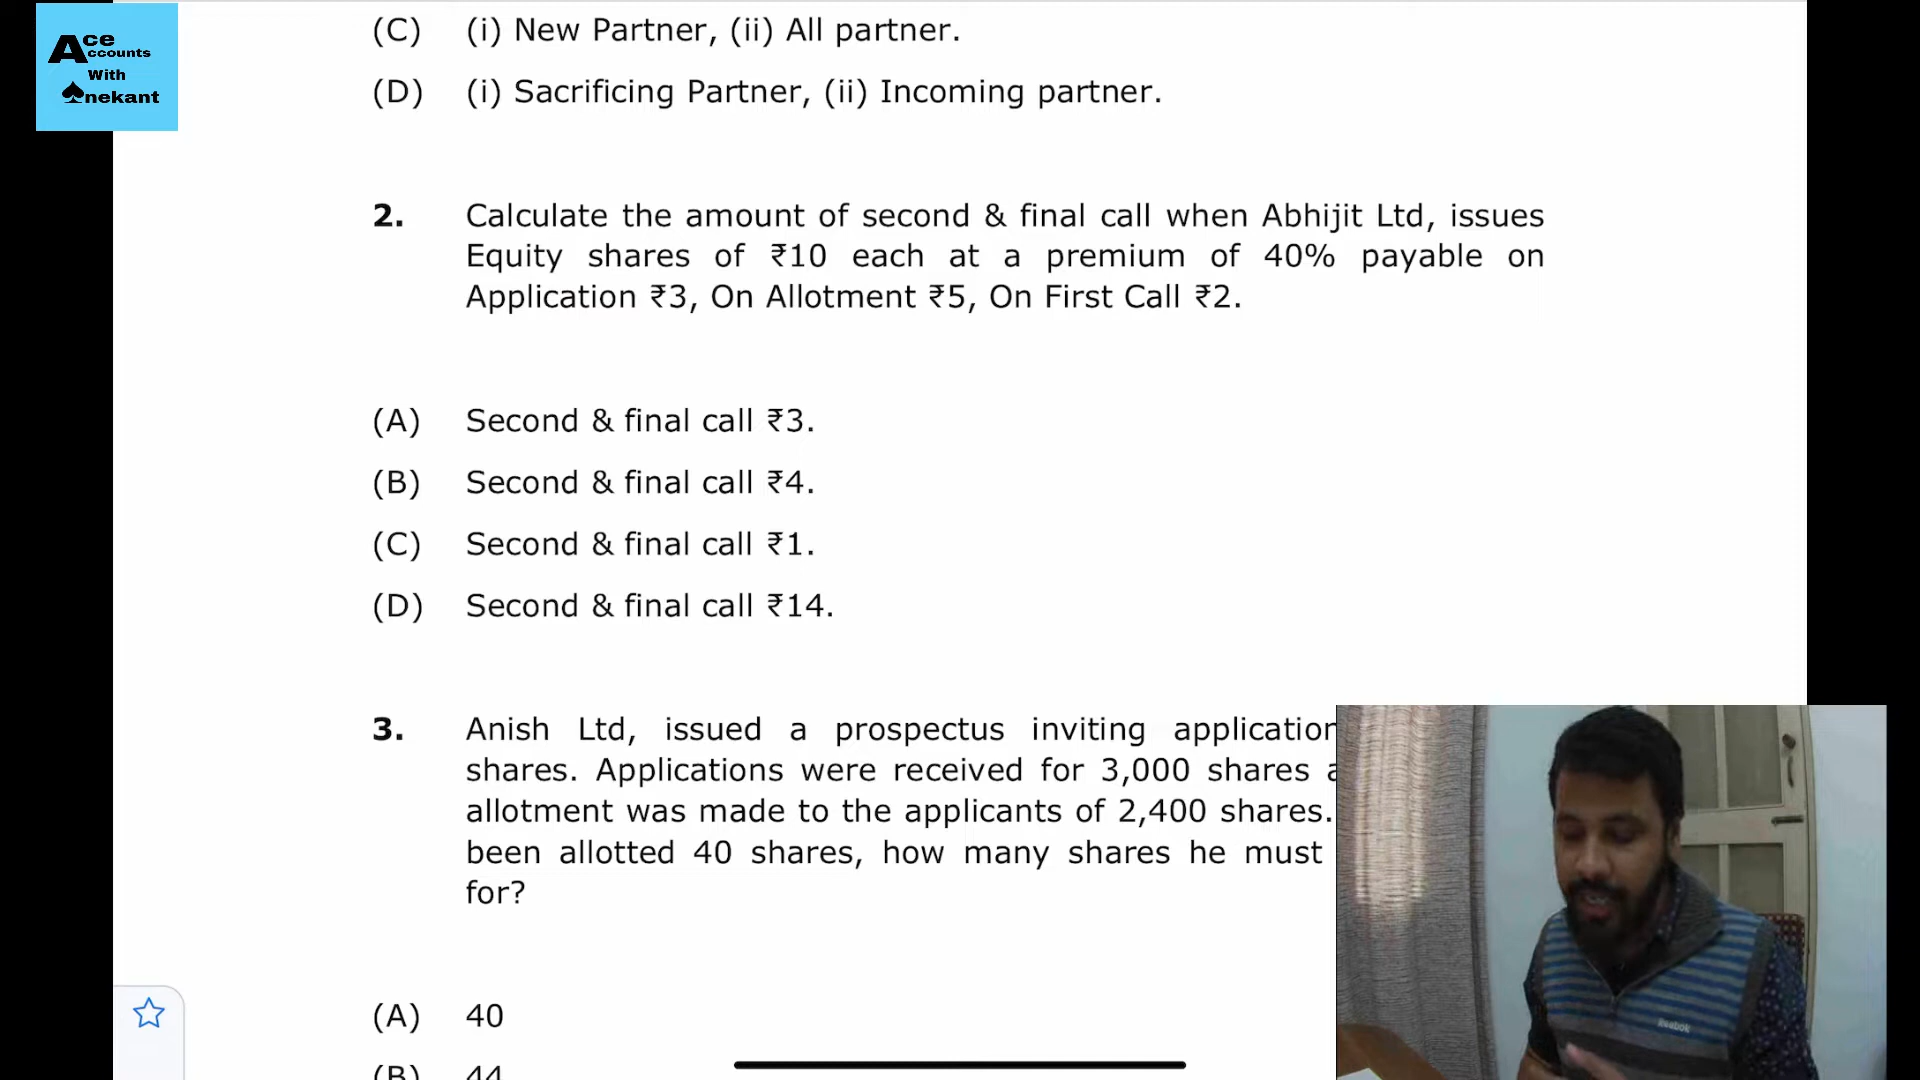 Ace
Accounts
With
Anekant
(C) (i) New Partner, (ii) All partner.
(D) (i) Sacrificing Partner, (ii) Incoming partner.
2. Calculate the amount of second & final call when Abhijit Ltd, issues
Equity shares of ₹10 each at a premium of 40% payable on
Application ₹3, On Allotment ₹5, On First Call ₹2.
(A) Second & final call ₹3.
(B) Second & final call ₹4.
(C) Second & final call ₹1.
(D) Second & final call ₹14.
3. Anish Ltd, issued a prospectus inviting application
shares. Applications were received for 3,000 shares
allotment was made to the applicants of 2,400 shares.
been allotted 40 shares, how many shares he must
for?
(A) 40
(B) 44
Reebok